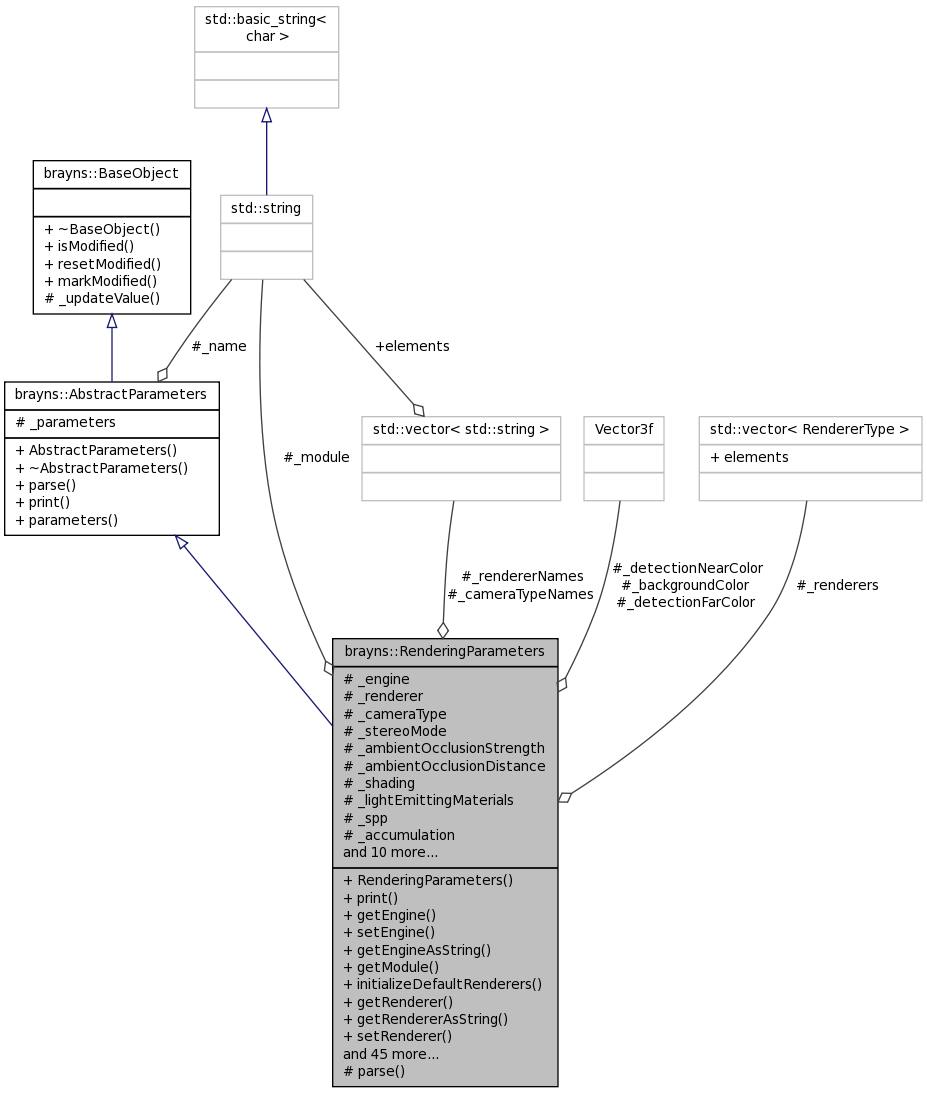 std::basic_string<
char >
brayns::BaseObject
+ ~BaseObject()
+ isModified()
+ resetModified()
+ markModified()
# _updateValue()
std::string
#_name
+elements
brayns::AbstractParameters
# _parameters
+ AbstractParameters()
+ ~AbstractParameters()
+ parse()
+ print()
+ parameters()
#_module
std::vector< std::string >
Vector3f
std::vector< RendererType >
+ elements
#_rendererNames
#_cameraTypeNames
#_detectionNearColor
#_backgroundColor
#_detectionFarColor
#_renderers
brayns::RenderingParameters
# _engine
# _renderer
# _cameraType
# _stereoMode
# _ambientOcclusionStrength
# _ambientOcclusionDistance
# _shading
# _lightEmittingMaterials
# _spp
# _accumulation
and 10 more...
+ RenderingParameters()
+ print()
+ getEngine()
+ setEngine()
+ getEngineAsString()
+ getModule()
+ initializeDefaultRenderers()
+ getRenderer()
+ getRendererAsString()
+ setRenderer()
and 45 more...
# parse()